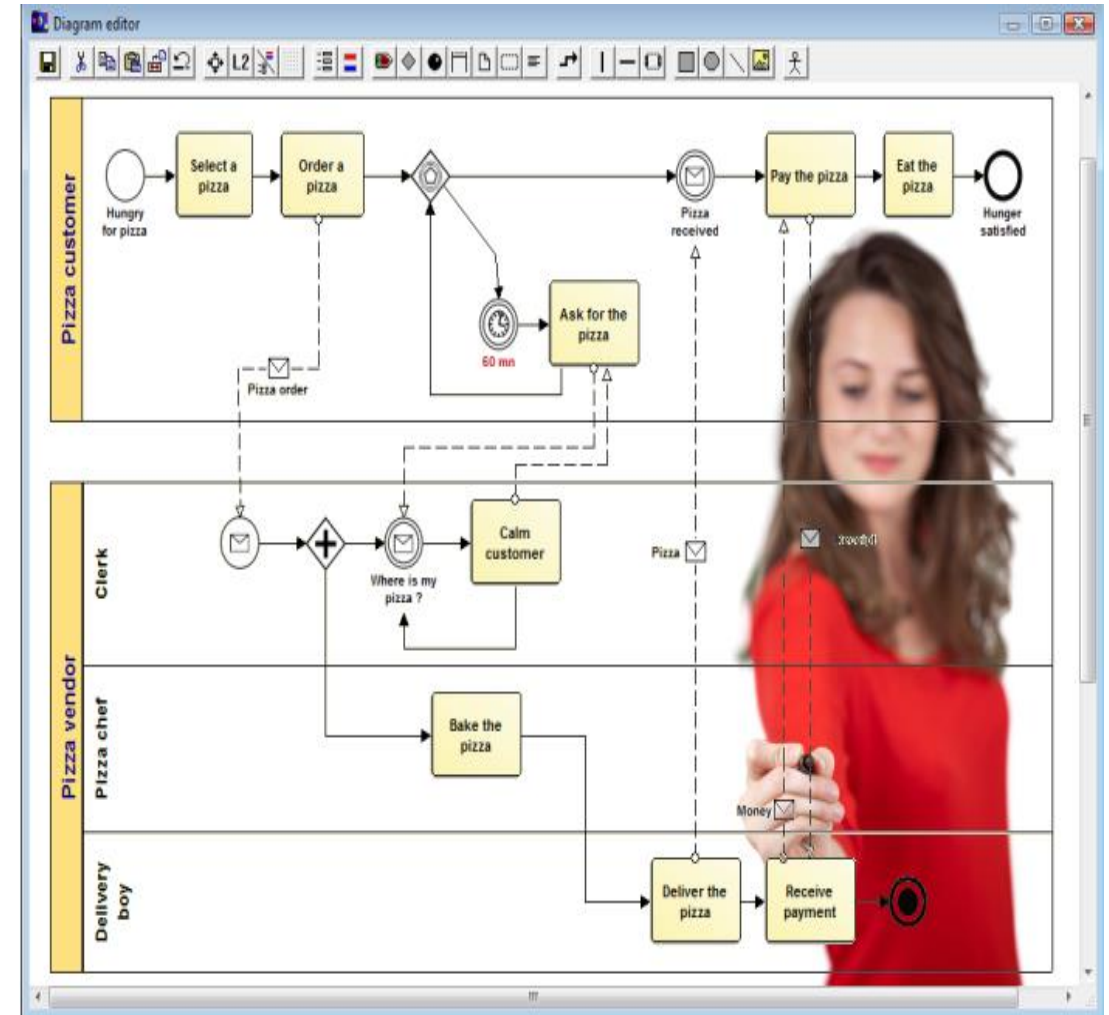 Diagram editor
L2
Pizza customer
Hungry
for pizza
Select a
pizza
Order a
pizza
Pizza
received
Pay the pizza
Eat the
pizza
Hunger
satisfied
60 mn
Ask for the
pizza
Pizza order
Pizza vendor
Clerk
Where is my
pizza ?
Calm
customer
Pizza
Pizza chef
Bake the
pizza
Money
Delivery
boy
Deliver the
pizza
Receive
payment